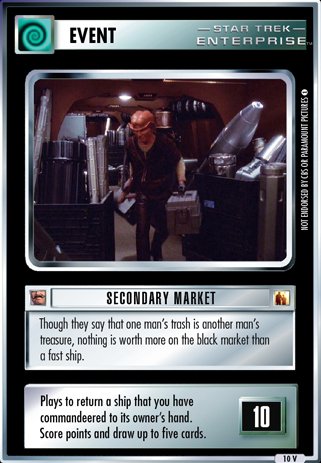 EVENT
STAR TREK
ENTERPRISE™
NOT ENDORSED BY CBS OR PARAMOUNT PICTURES
SECONDARY MARKET
Though they say that one man's trash is another man's
treasure, nothing is worth more on the black market than
a fast ship.
Plays to return a ship that you have
commandeered to its owner's hand.
Score points and draw up to five cards.
10
10 V